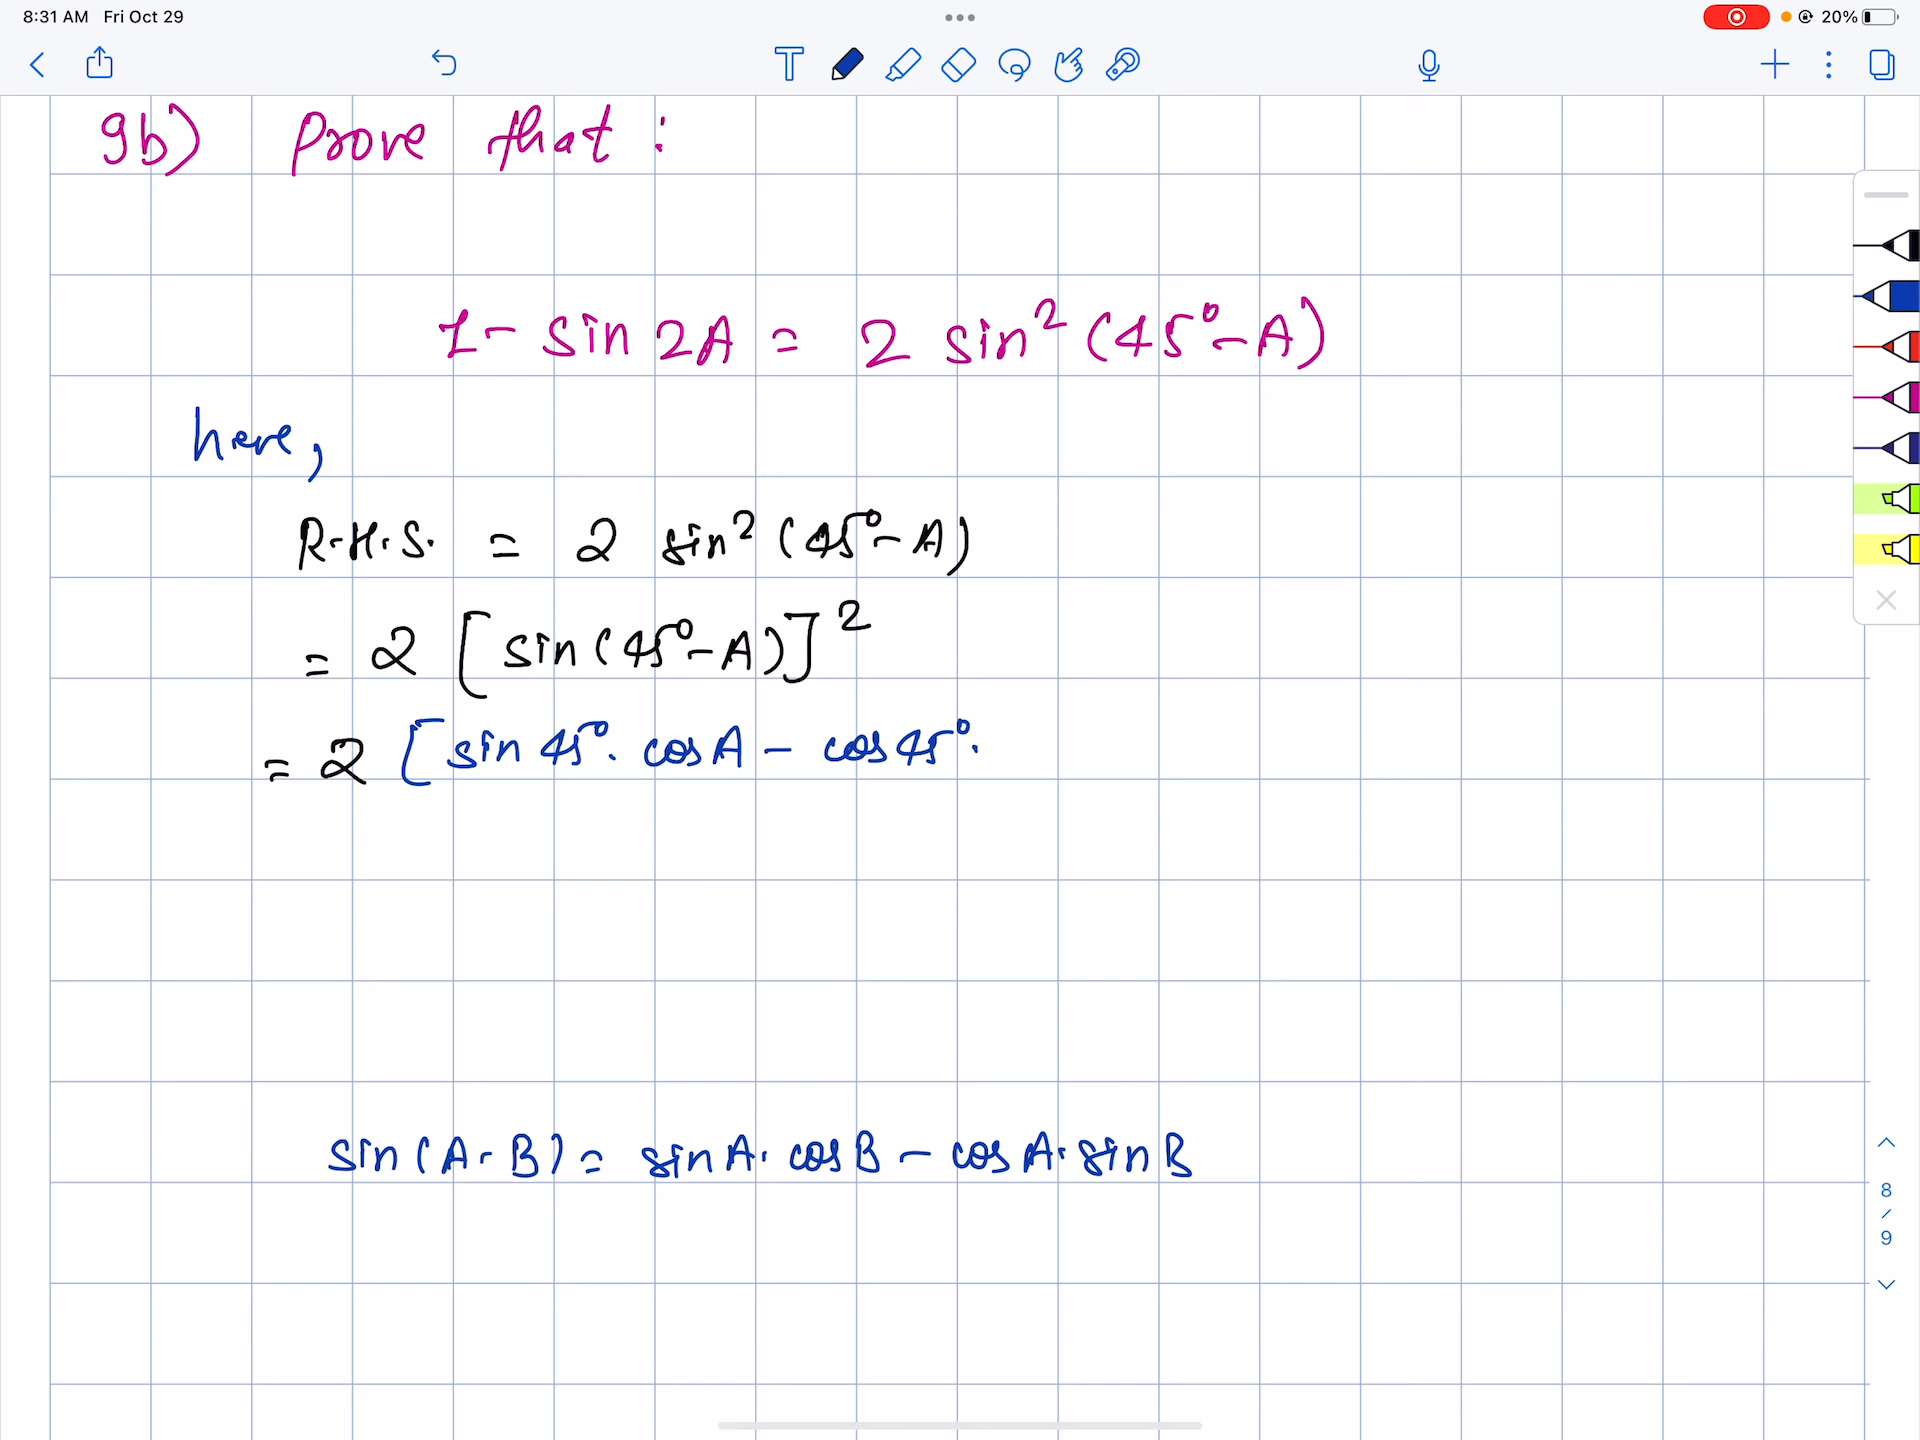 8:31 AM Fri Oct 29
20%
T
9b) Prove that :
1 - sin 2A = 2 sin² (45° - A)
here,
R.H.S. = 2 sin² (45° - A)
= 2 [sin (45° - A)]²
= 2 [sin 45° . cos A - cos 45° .
sin (A - B) = sin A . cos B - cos A . sin B
8
/
9